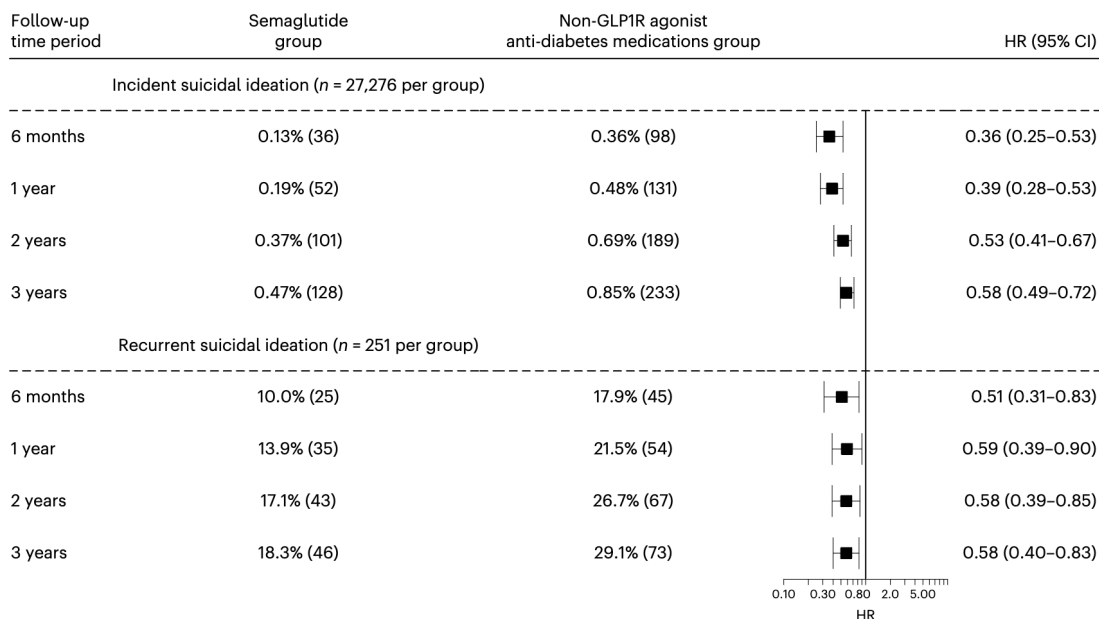 Follow-up time period Semaglutide group Non-GLP1R agonist anti-diabetes medications group HR (95% CI)
Incident suicidal ideation (n = 27,276 per group)
6 months 0.13% (36) 0.36% (98) 0.36 (0.25–0.53)
1 year 0.19% (52) 0.48% (131) 0.39 (0.28–0.53)
2 years 0.37% (101) 0.69% (189) 0.53 (0.41–0.67)
3 years 0.47% (128) 0.85% (233) 0.58 (0.49–0.72)
Recurrent suicidal ideation (n = 251 per group)
6 months 10.0% (25) 17.9% (45) 0.51 (0.31–0.83)
1 year 13.9% (35) 21.5% (54) 0.59 (0.39–0.90)
2 years 17.1% (43) 26.7% (67) 0.58 (0.39–0.85)
3 years 18.3% (46) 29.1% (73) 0.58 (0.40–0.83)
0.10 0.30 0.80 2.0 5.00
HR